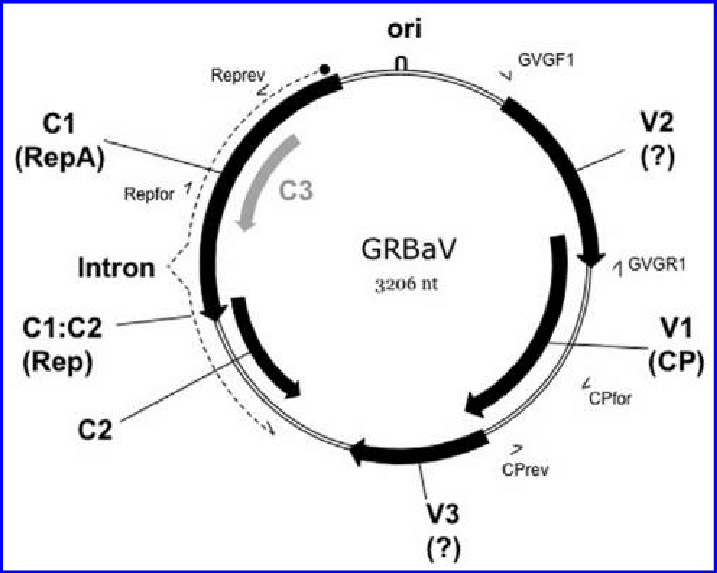 ori
GVGF1
Reprev
C1
(RepA)
V2
(?)
Repfor
C3
GRBaV
3206 nt
Intron
GVGR1
C1:C2
(Rep)
V1
(CP)
CPfor
C2
CPrev
V3
(?)